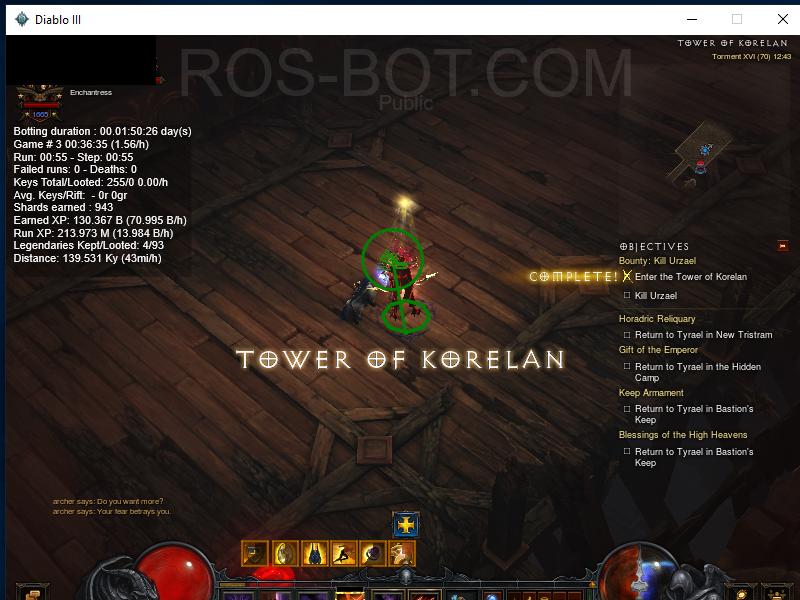 Diablo III
TOWER OF KORELAN
Torment XVI (70) 12:43
ROS-BOT.COM
Public
Enchantress
1665
Botting duration : 00.01:50:26 day(s)
Game # 3 00:36:35 (1.56/h)
Run: 00:55 - Step: 00:55
Failed runs: 0 - Deaths: 0
Keys Total/Looted: 255/0 0.00/h
Avg. Keys/Rift:  - 0r 0gr
Shards earned : 943
Earned XP: 130.367 B (70.995 B/h)
Run XP: 213.973 M (13.984 B/h)
Legendaries Kept/Looted: 4/93
Distance: 139.531 Ky (43mi/h)
OBJECTIVES
Bounty: Kill Urzael
COMPLETE! Enter the Tower of Korelan
Kill Urzael
Horadric Reliquary
Return to Tyrael in New Tristram
Gift of the Emperor
Return to Tyrael in the Hidden
Camp
Keep Armament
Return to Tyrael in Bastion's
Keep
Blessings of the High Heavens
Return to Tyrael in Bastion's
Keep
TOWER OF KORELAN
archer says: Do you want more?
archer says: Your fear betrays you.